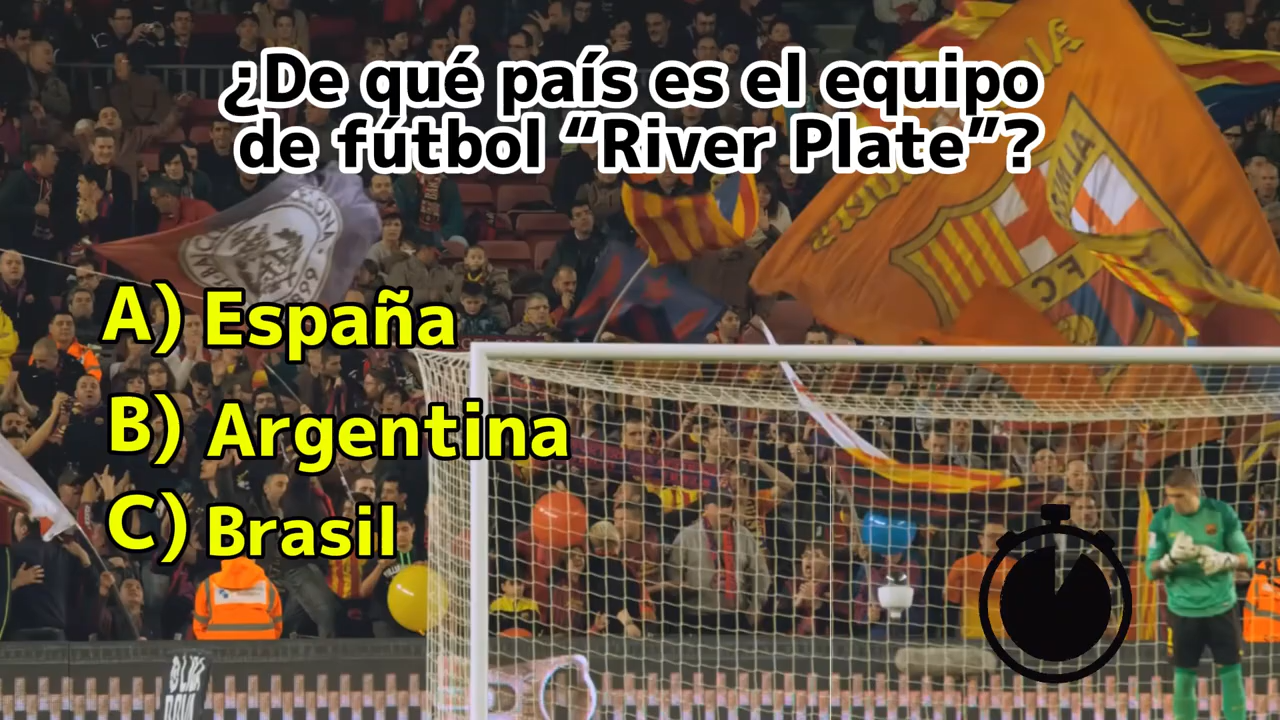 ¿De qué país es el equipo
de fútbol “River Plate”?
A) España
B) Argentina
C) Brasil